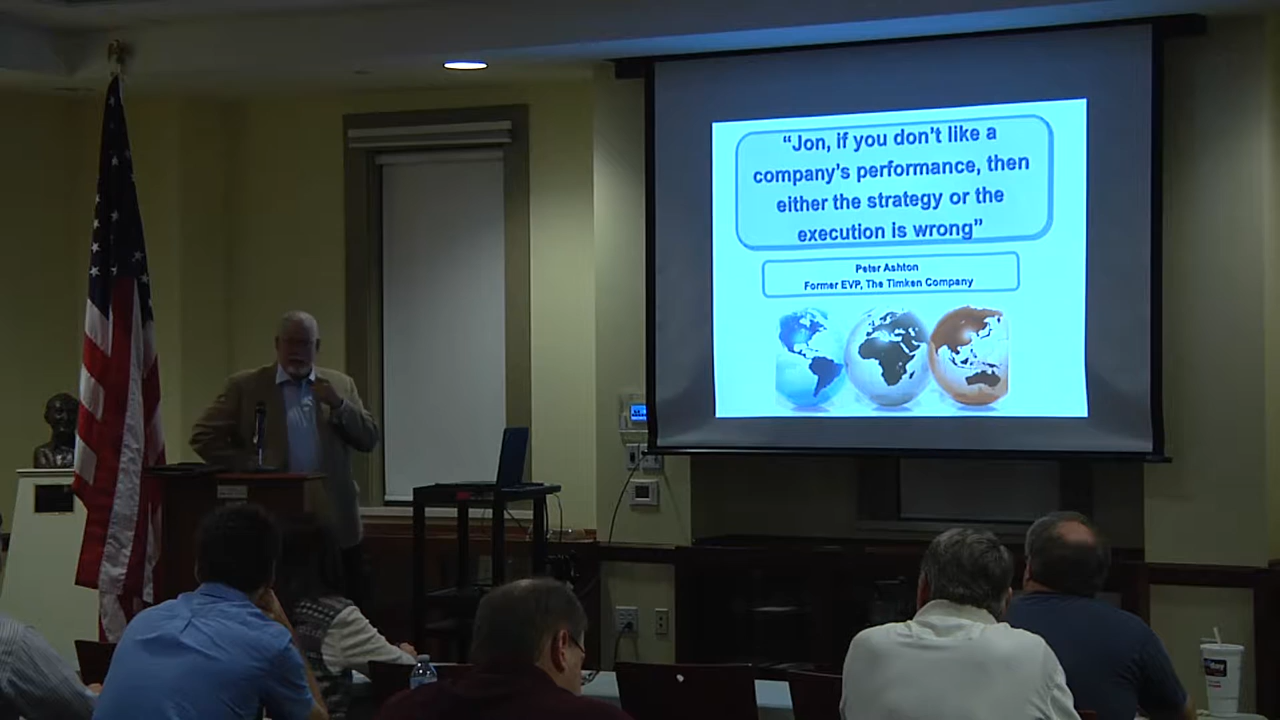 “Jon, if you don’t like a
company’s performance, then
either the strategy or the
execution is wrong”
Peter Ashton
Former EVP, The Timken Company